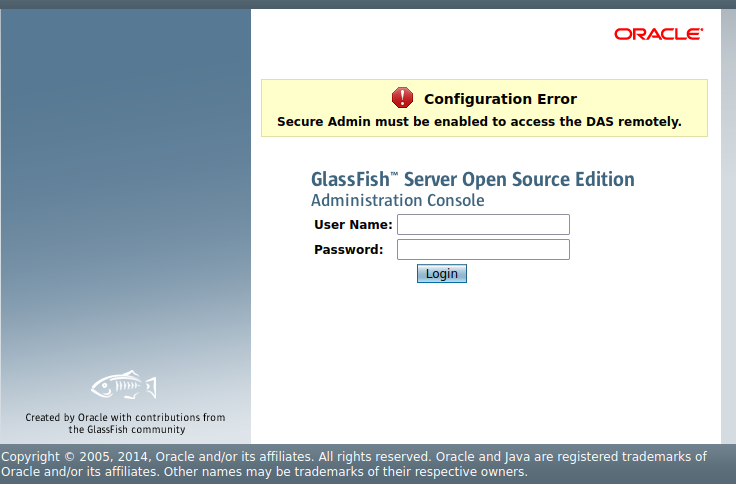 ORACLE®
Configuration Error
Secure Admin must be enabled to access the DAS remotely.
GlassFish™ Server Open Source Edition
Administration Console
User Name:
Password:
Login
Created by Oracle with contributions from
the GlassFish community
Copyright © 2005, 2014, Oracle and/or its affiliates. All rights reserved. Oracle and Java are registered trademarks of
Oracle and/or its affiliates. Other names may be trademarks of their respective owners.